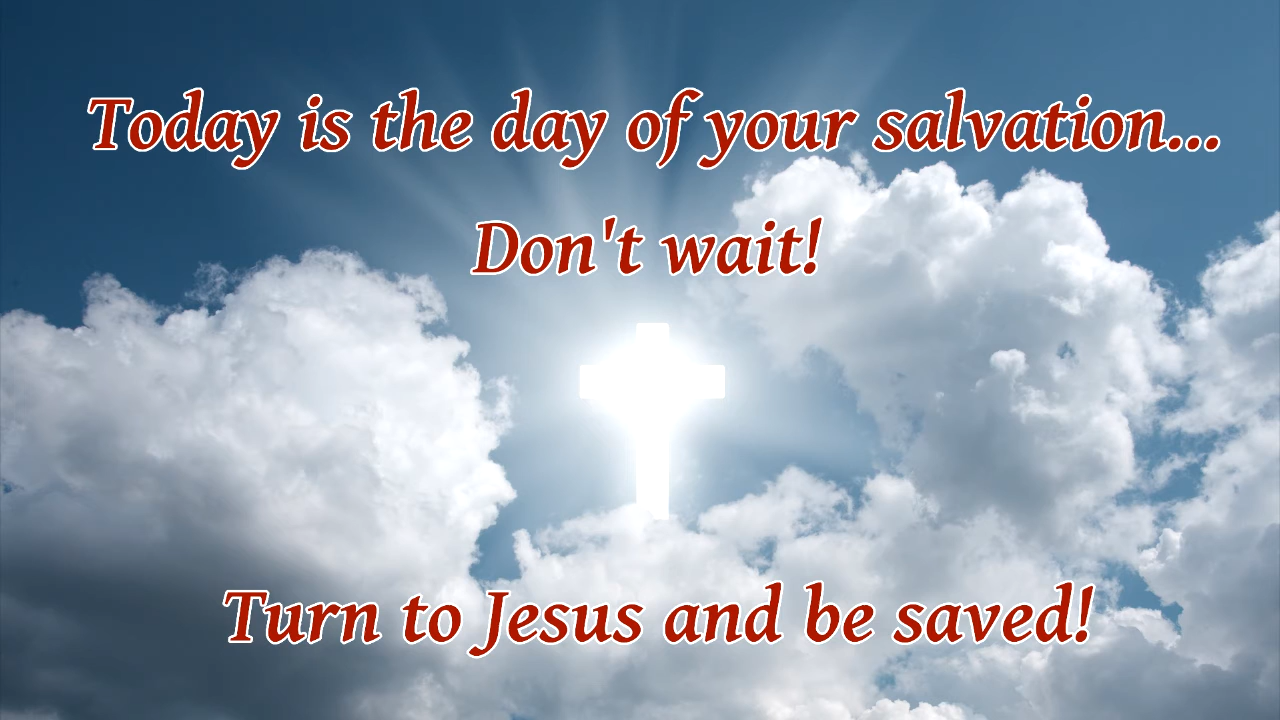 Today is the day of your salvation...
Don't wait!
Turn to Jesus and be saved!